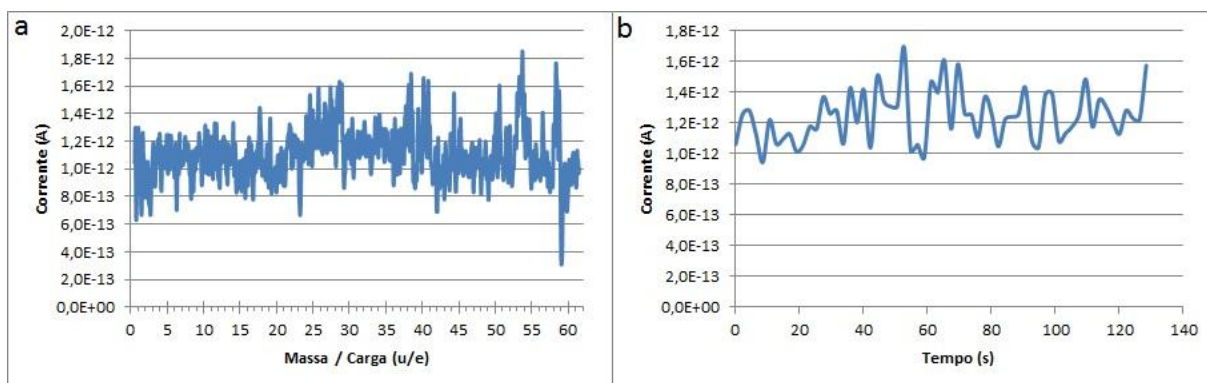 a
Corrente (A)
2,0E-12
1,8E-12
1,6E-12
1,4E-12
1,2E-12
1,0E-12
8,0E-13
6,0E-13
4,0E-13
2,0E-13
0,0E+00
0 5 10 15 20 25 30 35 40 45 50 55 60
Massa / Carga (u/e)
b
Corrente (A)
1,8E-12
1,6E-12
1,4E-12
1,2E-12
1,0E-12
8,0E-13
6,0E-13
4,0E-13
2,0E-13
0,0E+00
0 20 40 60 80 100 120 140
Tempo (s)